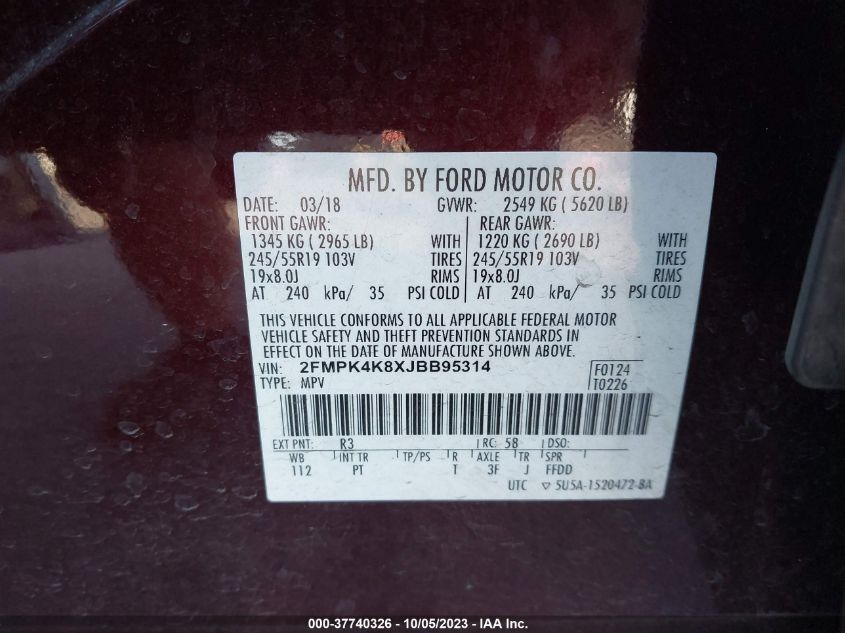 MFD. BY FORD MOTOR CO.
DATE: 03/18 GVWR: 2549 KG ( 5620 LB)
FRONT GAWR: REAR GAWR:
1345 KG ( 2965 LB) WITH 1220 KG ( 2690 LB) WITH
245/55R19 103V TIRES 245/55R19 103V TIRES
19x8.0J RIMS 19x8.0J RIMS
AT 240 kPa/ 35 PSI COLD AT 240 kPa/ 35 PSI COLD
THIS VEHICLE CONFORMS TO ALL APPLICABLE FEDERAL MOTOR
VEHICLE SAFETY AND THEFT PREVENTION STANDARDS IN
EFFECT ON THE DATE OF MANUFACTURE SHOWN ABOVE.
VIN: 2FMPK4K8XJBB95314 F0124
TYPE: MPV T0226
EXT PNT: R3 RC: 58 DSO:
WB INT TR TP/PS R AXLE TR SPR
112 PT T 3F J FFDD
UTC ▽ 5U5A-1520472-BA
000-37740326 - 10/05/2023 - IAA Inc.